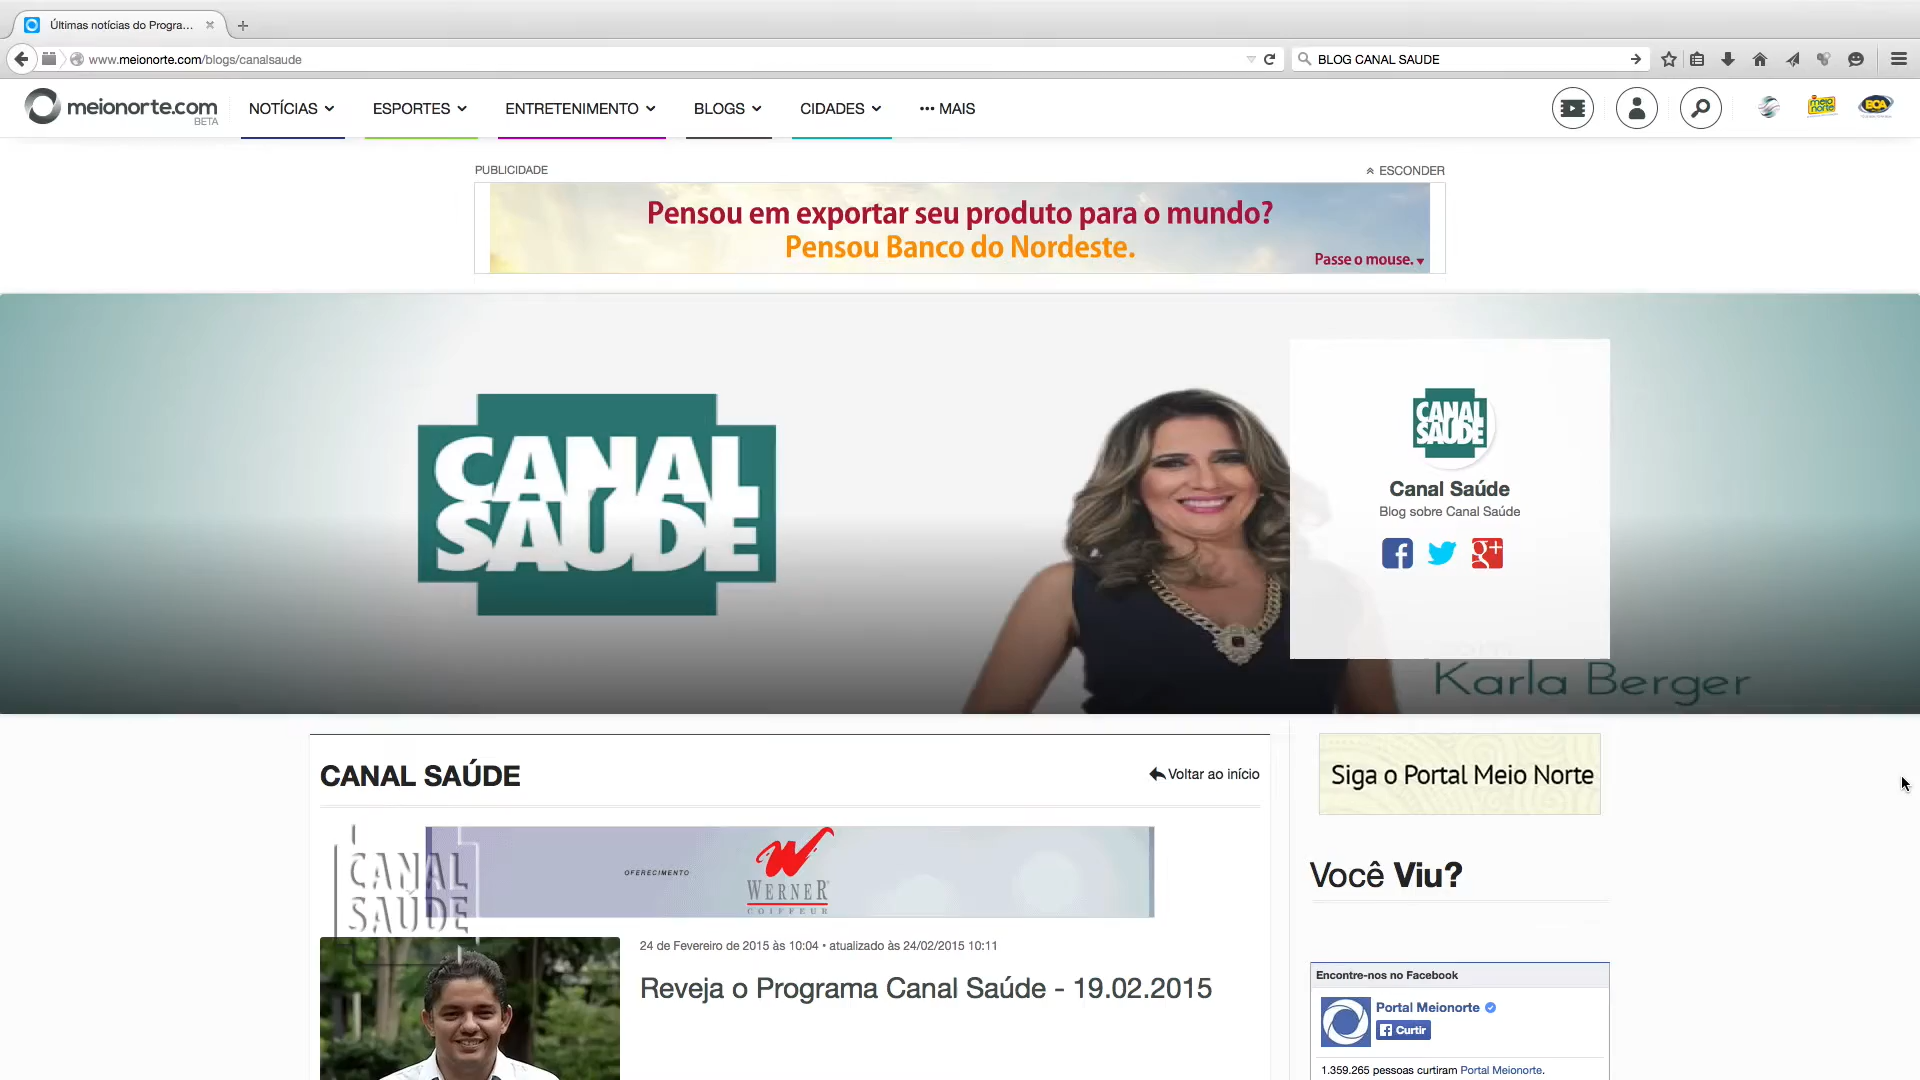 Últimas notícias do Progra...
www.meionorte.com/blogs/canalsaude
BLOG CANAL SAUDE
meionorte.com
BETA
NOTÍCIAS
ESPORTES
ENTRETENIMENTO
BLOGS
CIDADES
••• MAIS
meio norte
BOA
PUBLICIDADE
ESCONDER
Pensou em exportar seu produto para o mundo?
Pensou Banco do Nordeste.
Passe o mouse.
CANAL
SAÚDE
CANAL
SAÚDE
Canal Saúde
Blog sobre Canal Saúde
Karla Berger
CANAL SAÚDE
Voltar ao início
Siga o Portal Meio Norte
OFERECIMENTO
W
WERNER
COIFFEUR
CANAL
SAÚDE
Você Viu?
24 de Fevereiro de 2015 às 10:04 • atualizado às 24/02/2015 10:11
Reveja o Programa Canal Saúde - 19.02.2015
Encontre-nos no Facebook
Portal Meionorte
Curtir
1.359.265 pessoas curtiram Portal Meionorte.